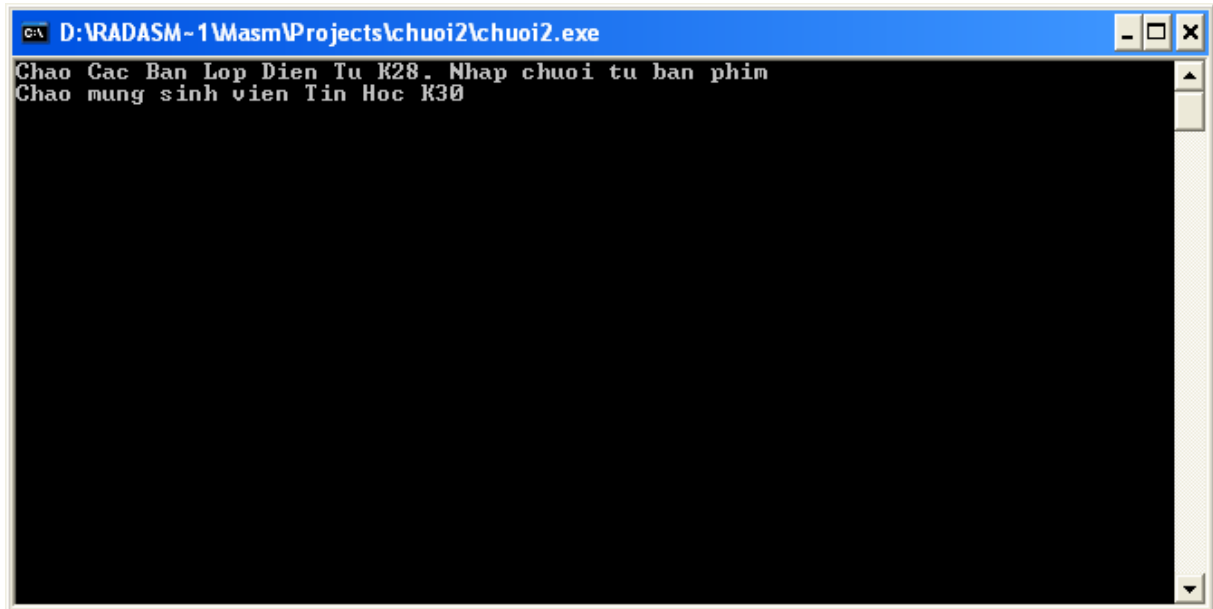 D:\RADASM~1\Masm\Projects\chuoi2\chuoi2.exe
Chao Cac Ban Lop Dien Tu K28. Nhap chuoi tu ban phim
Chao mung sinh vien Tin Hoc K30